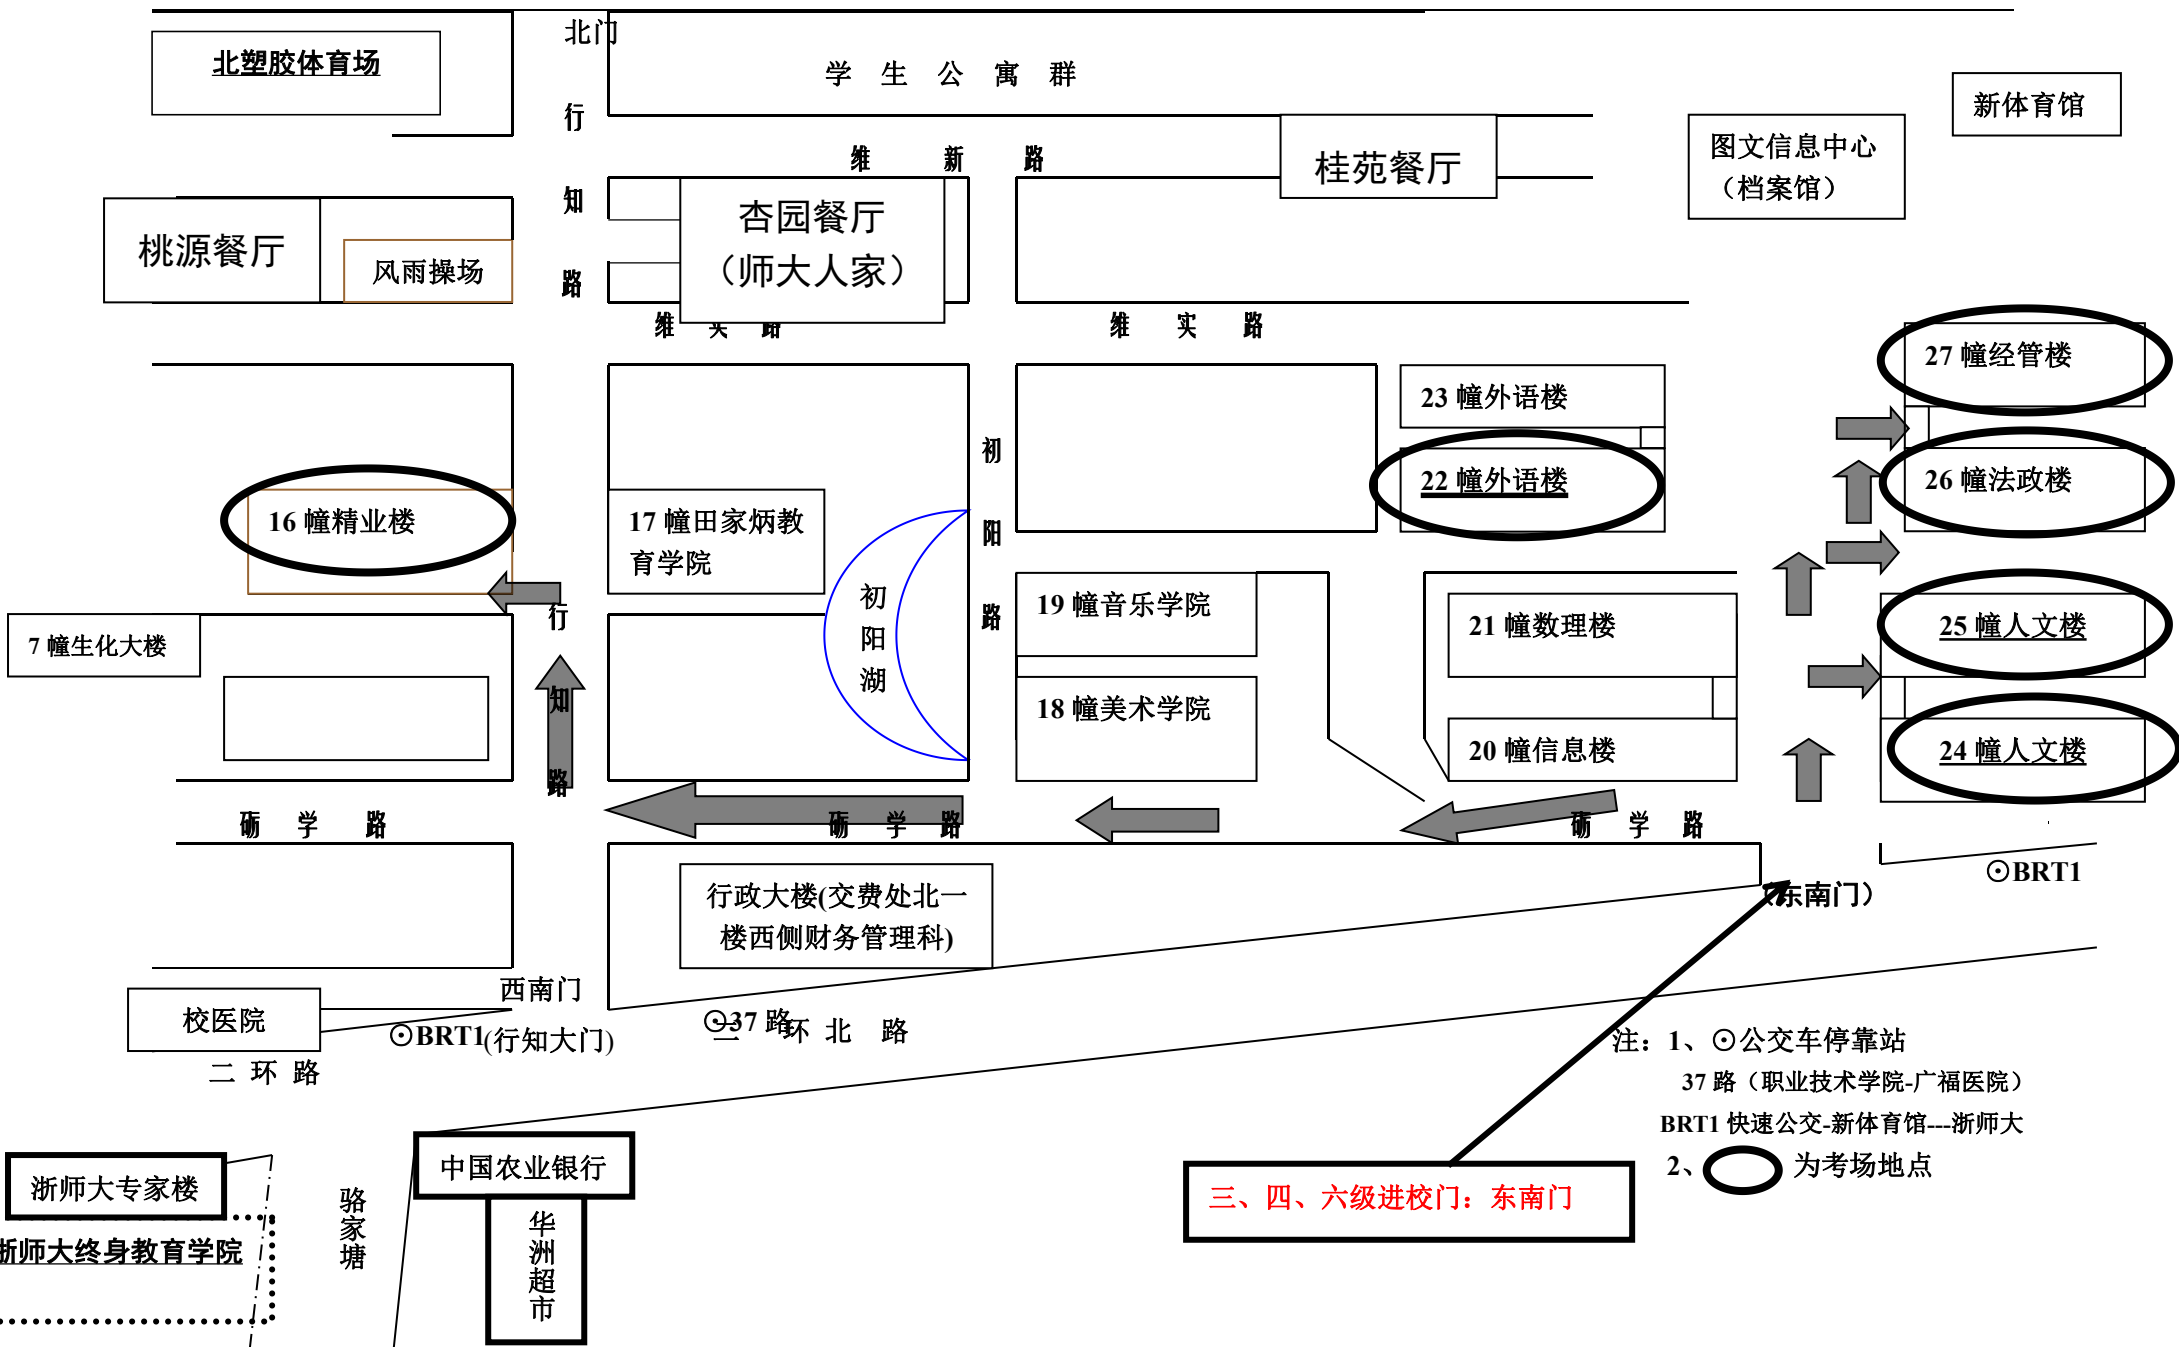 北门
北塑胶体育场
学 生 公 寓 群
新体育馆
行
知
路
维 新 路
桂苑餐厅
图文信息中心
（档案馆）
桃源餐厅
风雨操场
杏园餐厅
（师大人家）
维 实 路
维 实 路
27 幢经管楼
23 幢外语楼
初
阳
路
22 幢外语楼
26 幢法政楼
16 幢精业楼
17 幢田家炳教
育学院
初
阳
湖
19 幢音乐学院
21 幢数理楼
25 幢人文楼
7 幢生化大楼
行
知
路
18 幢美术学院
20 幢信息楼
24 幢人文楼
砺 学 路
砺 学 路
砺 学 路
⊙BRT1
行政大楼(交费处北一
楼西侧财务管理科)
（东南门）
西南门
校医院
⊙BRT1(行知大门)
⊙37 路
二 环 北 路
二 环 路
注：1、⊙公交车停靠站
37 路（职业技术学院-广福医院）
BRT1 快速公交-新体育馆---浙师大
2、 为考场地点
中国农业银行
浙师大专家楼
骆家塘
华洲超市
三、四、六级进校门：东南门
浙师大终身教育学院